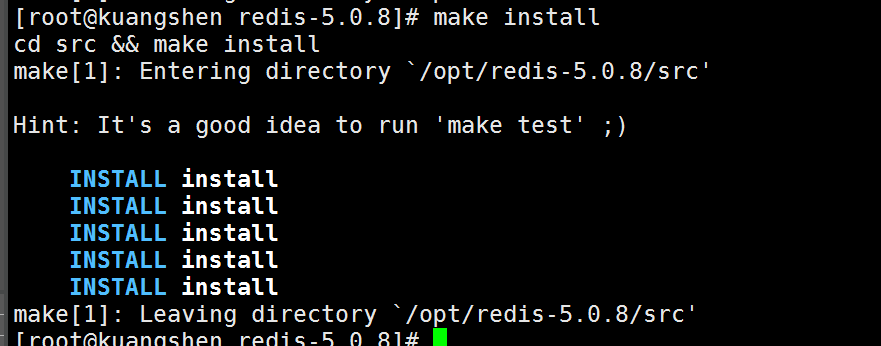 [root@kuangshen redis-5.0.8]# make install
cd src && make install
make[1]: Entering directory `/opt/redis-5.0.8/src'
Hint: It's a good idea to run 'make test' ;)
INSTALL install
INSTALL install
INSTALL install
INSTALL install
INSTALL install
make[1]: Leaving directory `/opt/redis-5.0.8/src'
[root@kuangshen redis-5.0.8]#